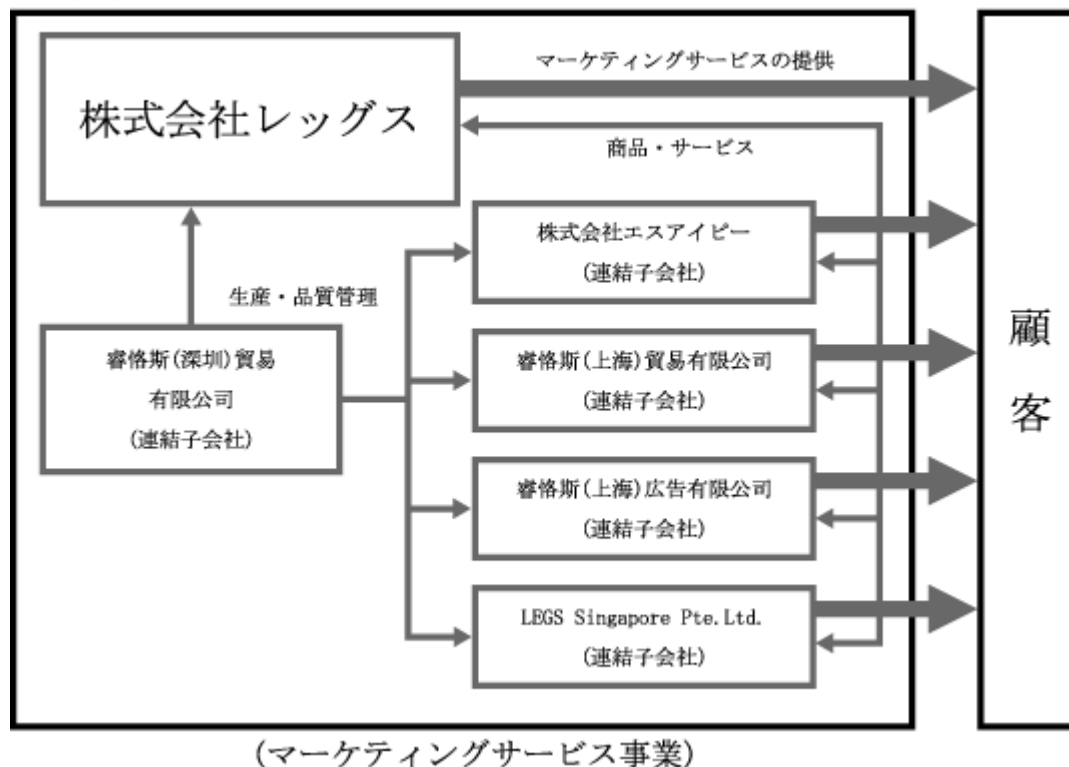 マーケティングサービスの提供
株式会社レッグス
商品・サービス
株式会社エスアイピー
(連結子会社)
生産・品質管理
睿恪斯(深圳)貿易
有限公司
(連結子会社)
睿恪斯(上海)貿易有限公司
(連結子会社)
睿恪斯(上海)広告有限公司
(連結子会社)
LEGS Singapore Pte.Ltd.
(連結子会社)
顧
客
(マーケティングサービス事業)